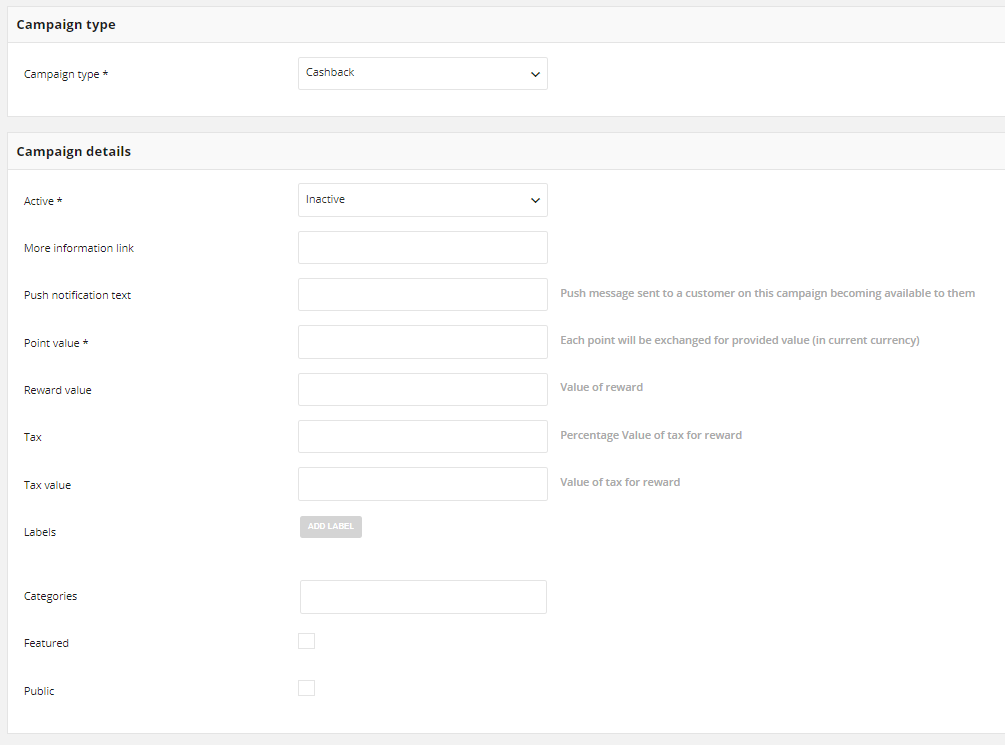 Campaign type
Campaign type *
Cashback
Campaign details
Active *
Inactive
More information link
Push notification text
Push message sent to a customer on this campaign becoming available to them
Point value *
Each point will be exchanged for provided value (in current currency)
Reward value
Value of reward
Tax
Percentage Value of tax for reward
Tax value
Value of tax for reward
Labels
ADD LABEL
Categories
Featured
Public